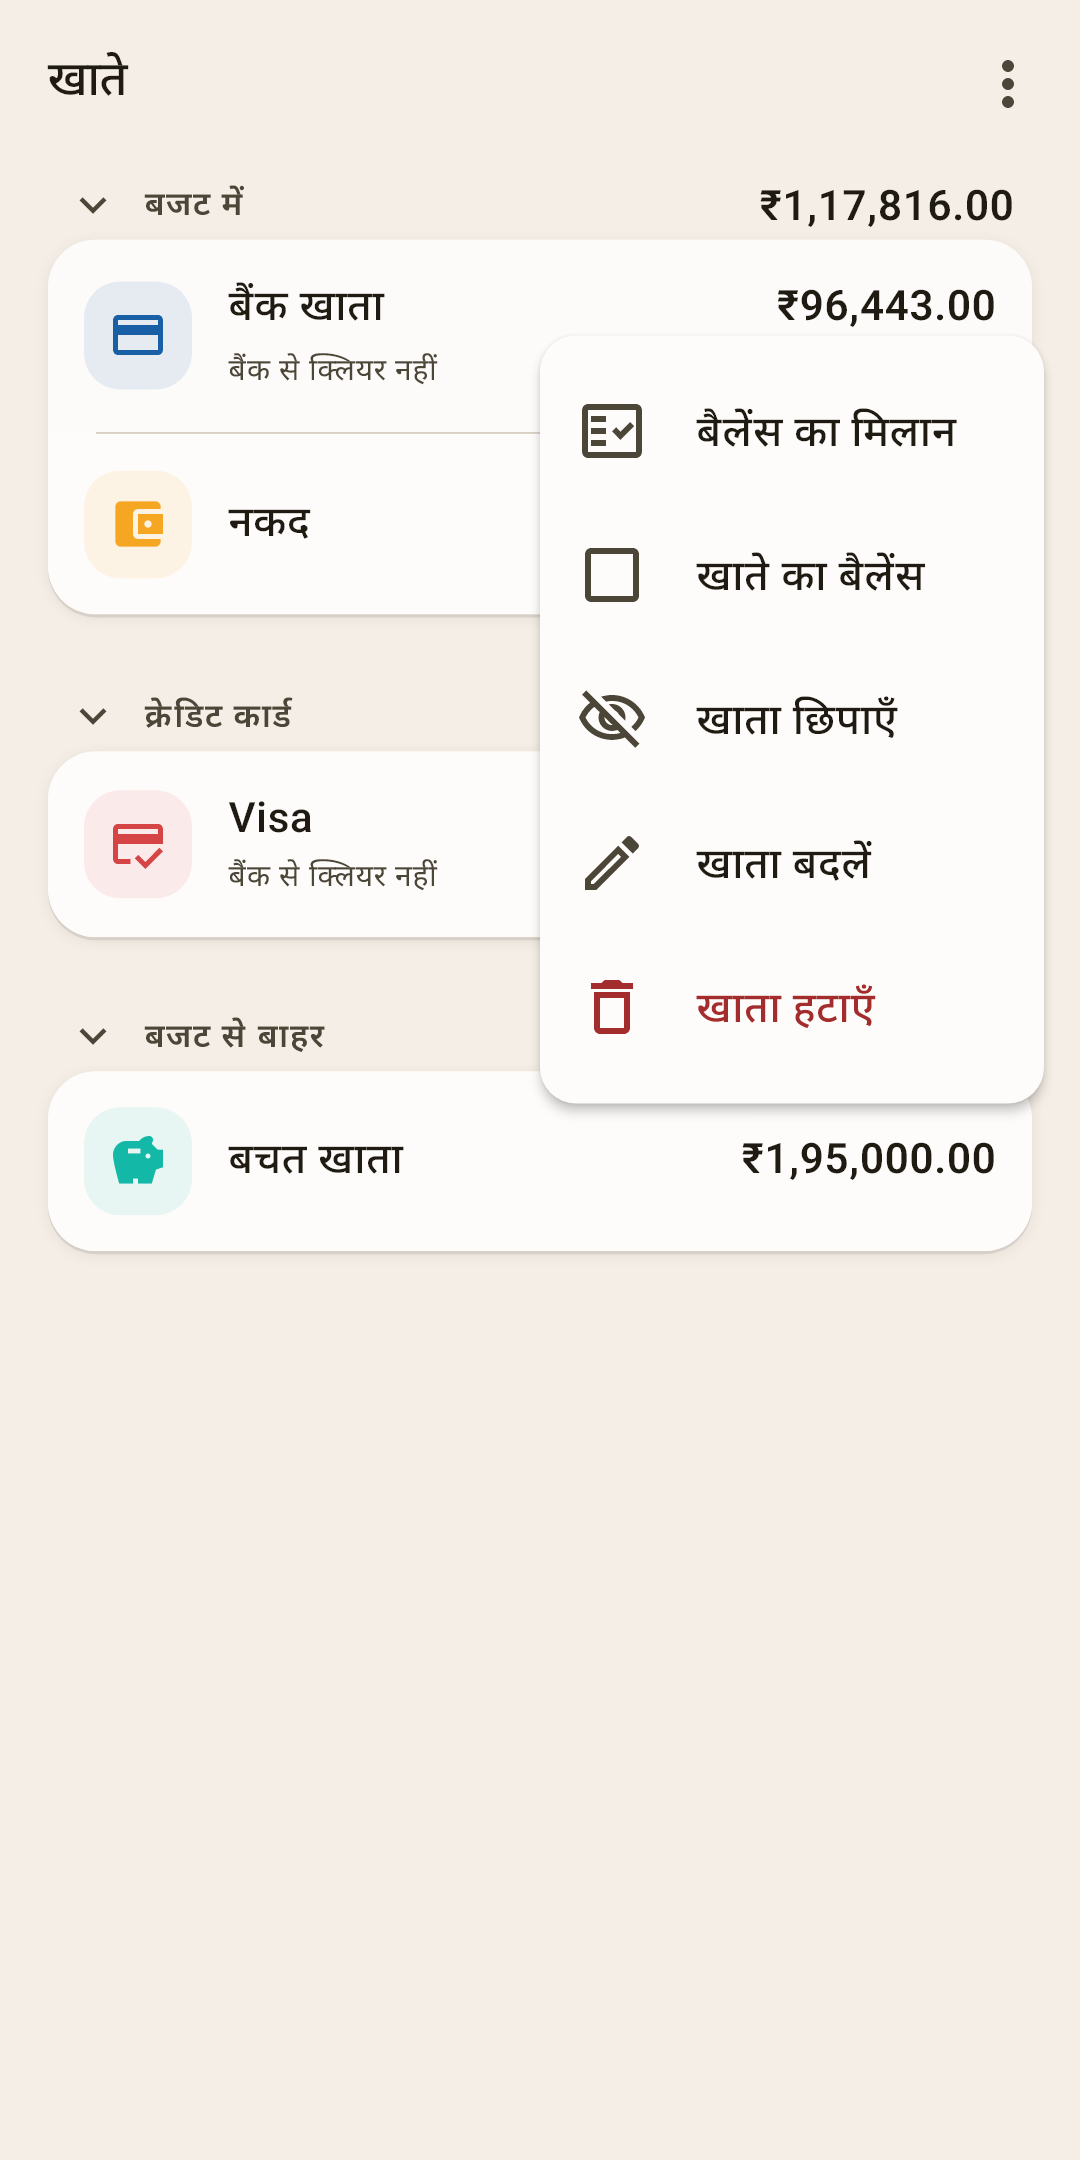 खाते
बजट में ₹1,17,816.00
बैंक खाता ₹96,443.00
बैंक से क्लियर नहीं
नकद
क्रेडिट कार्ड
Visa
बैंक से क्लियर नहीं
बैलेंस का मिलान
खाते का बैलेंस
खाता छिपाएँ
खाता बदलें
खाता हटाएँ
बजट से बाहर
बचत खाता ₹1,95,000.00